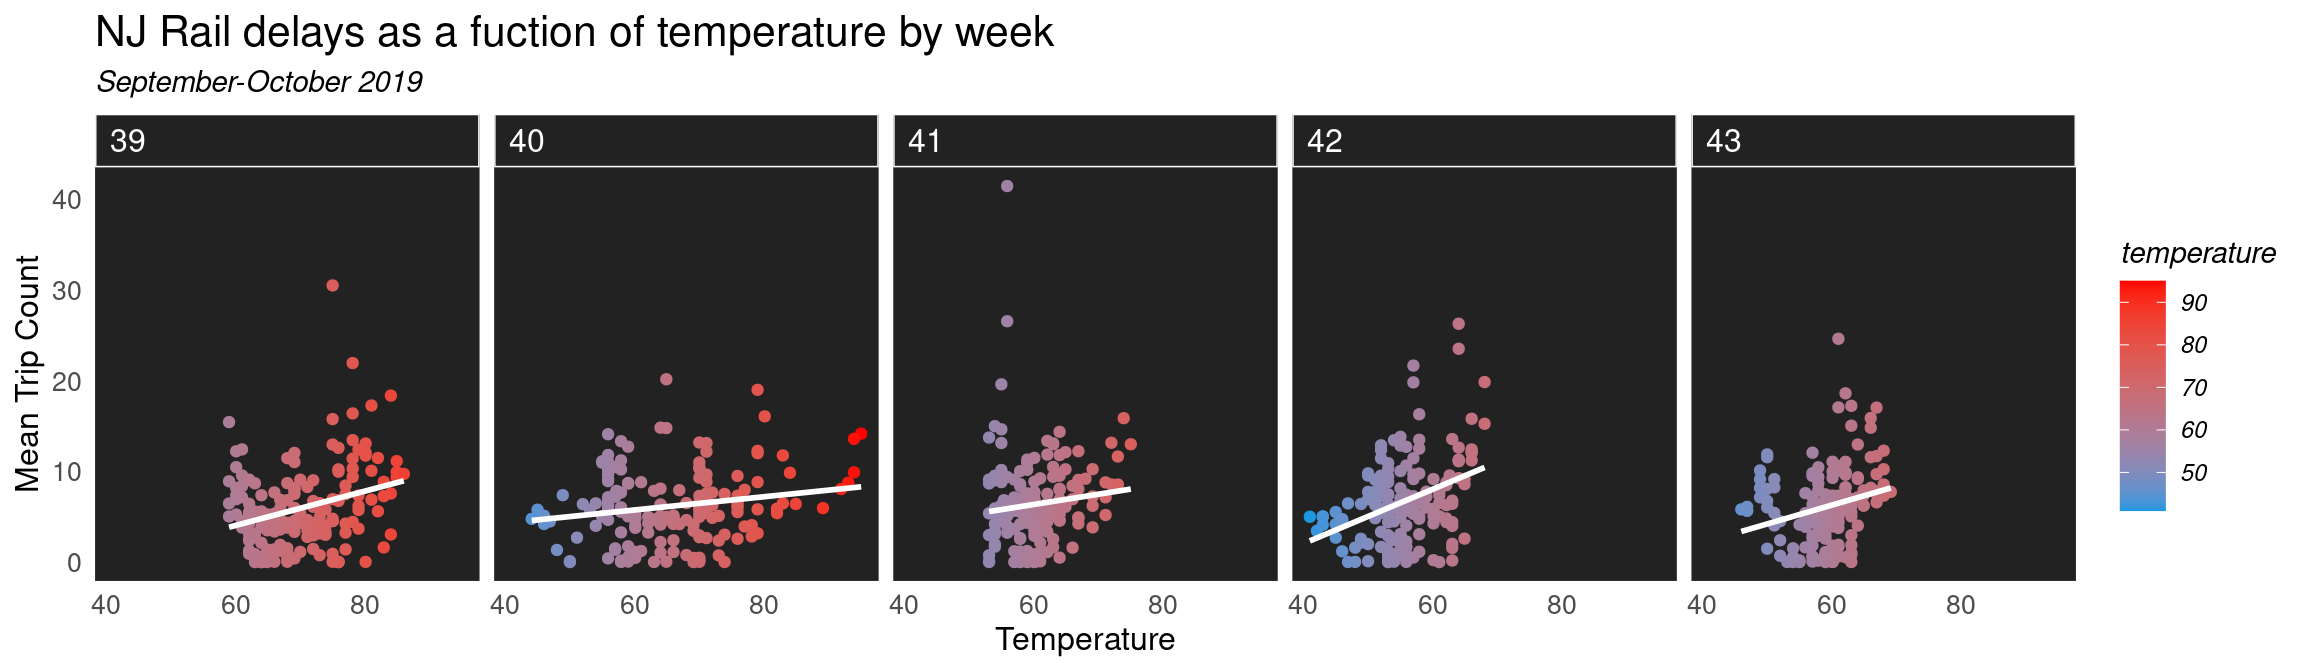 NJ Rail delays as a fuction of temperature by week
September-October 2019
39 40 41 42 43
Mean Trip Count
40
30
20
10
0
40 60 80 40 60 80 40 60 80 40 60 80 40 60 80
Temperature
temperature
90
80
70
60
50